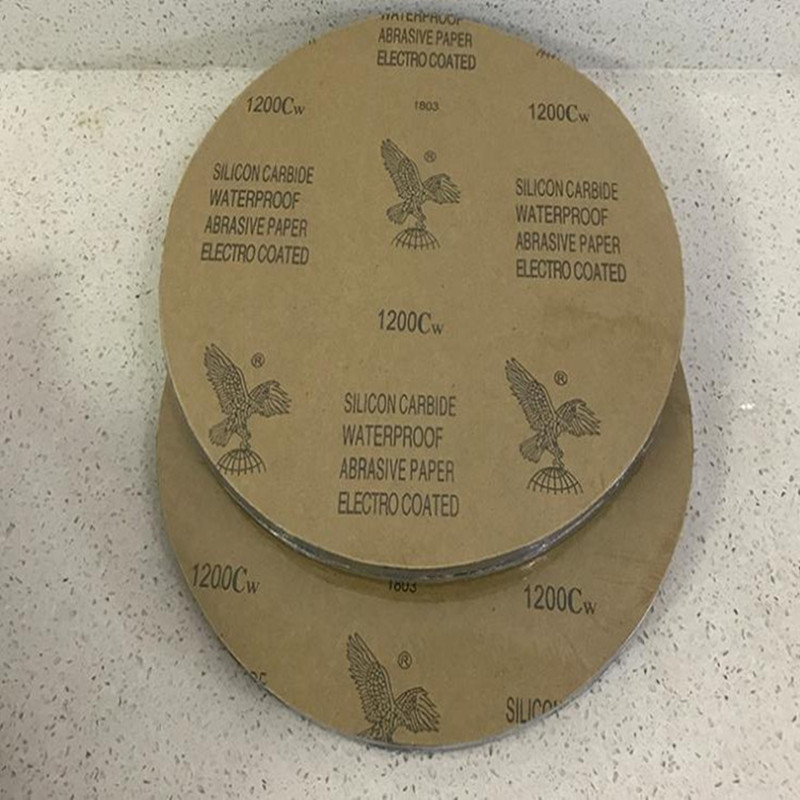 WATERPROOF
ABRASIVE PAPER
ELECTRO COATED
1200Cw
1803
1200Cw
SILICON CARBIDE
WATERPROOF
ABRASIVE PAPER
ELECTRO COATED
®
SILICON CARBIDE
WATERPROOF
ABRASIVE PAPER
ELECTRO COATED
1200Cw
®
SILICON CARBIDE
WATERPROOF
ABRASIVE PAPER
ELECTRO COATED
®
1200Cw
1803
1200Cw
®